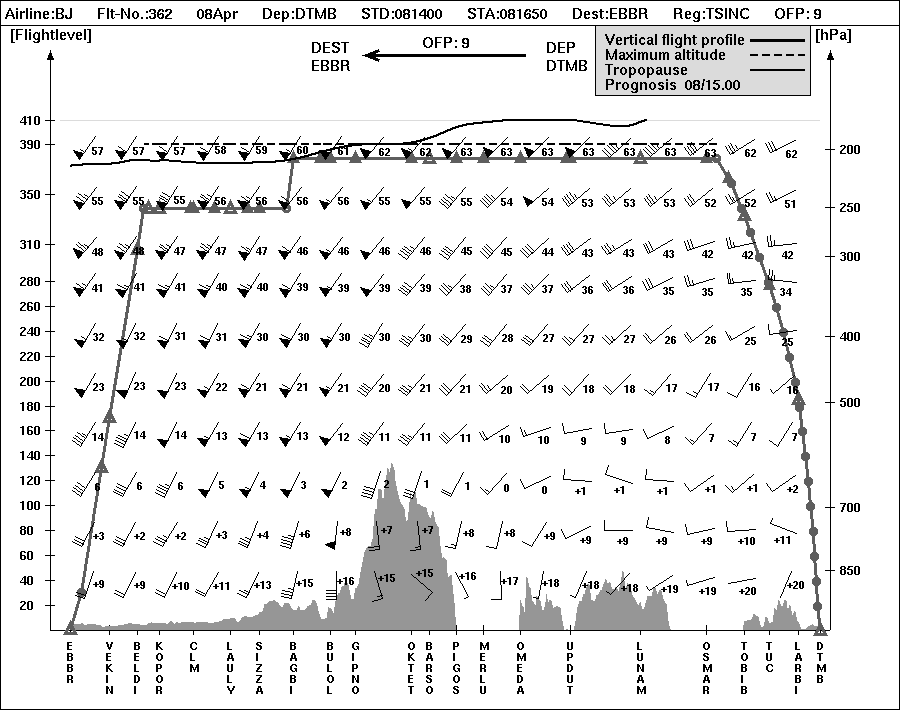 Airline:BJ Flt-No.:362 08Apr Dep:DTMB STD:081400 STA:081650 Dest:EBBR Reg:TSINC OFP: 9
[Flightlevel] [hPa]
DEST OFP: 9 DEP
EBBR DTMB
Vertical flight profile
Maximum altitude
Tropopause
Prognosis 08/15.00
410
390 57 57 57 58 59 60 61 62 62 63 63 63 63 63 63 63 62 62 200
370
350 55 55 55 56 56 56 56 55 55 55 54 54 53 53 53 52 52 51 250
310 48 48 47 47 46 46 46 46 46 45 45 44 43 43 43 42 42 42 300
280 41 41 41 40 40 39 39 39 39 38 37 37 36 36 35 35 35 34
260
240 32 32 31 31 30 30 30 30 30 29 28 27 27 27 26 26 25 25 400
220
200 23 23 23 22 21 21 21 20 21 21 20 19 18 18 17 17 16 16
180 500
160 14 14 14 13 13 13 12 11 11 11 10 10 9 9 8 7 7 7
140
120 6 6 5 4 3 2 2 1 1 0 0 +1 +1 +1 +1 +1 +2
100 700
80 +3 +2 +2 +3 +4 +6 +8 +7 +7 +8 +8 +9 +9 +9 +9 +9 +10 +11
60 850
40 +9 +9 +10 +11 +13 +15 +16 +15 +15 +16 +17 +18 +18 +18 +19 +19 +20 +20
20
EBBR VEKIN BELDI KOPOR CLM LAULY SIZZA BAGBI BULOL GIPNO OKTET BARSO PIGOS MERLU OMEDA UPDUT LUNAM OSMAR TOBIB TUC LARBI DTMB